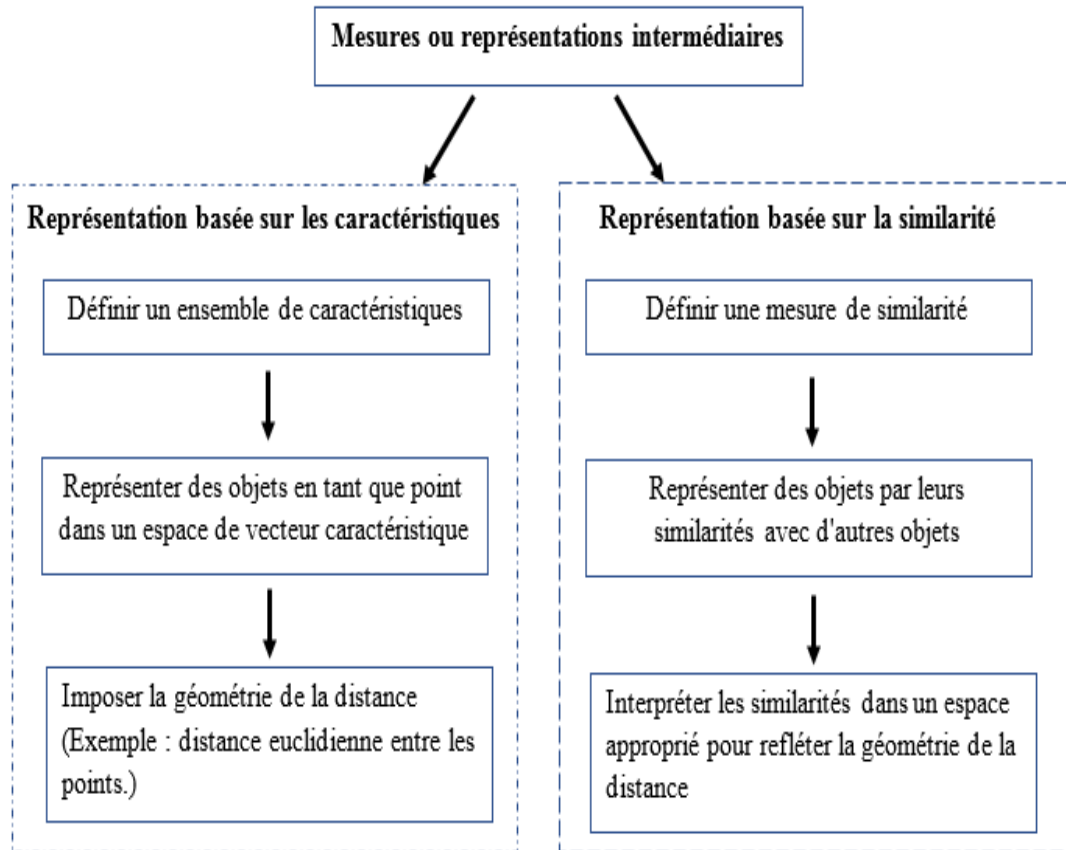 Mesures ou représentations intermédiaires
Représentation basée sur les caractéristiques
Définir un ensemble de caractéristiques
Représenter des objets en tant que point
dans un espace de vecteur caractéristique
Imposer la géométrie de la distance
(Exemple : distance euclidienne entre les
points.)
Représentation basée sur la similarité
Définir une mesure de similarité
Représenter des objets par leurs
similarités avec d'autres objets
Interpréter les similarités dans un espace
approprié pour refléter la géométrie de la
distance